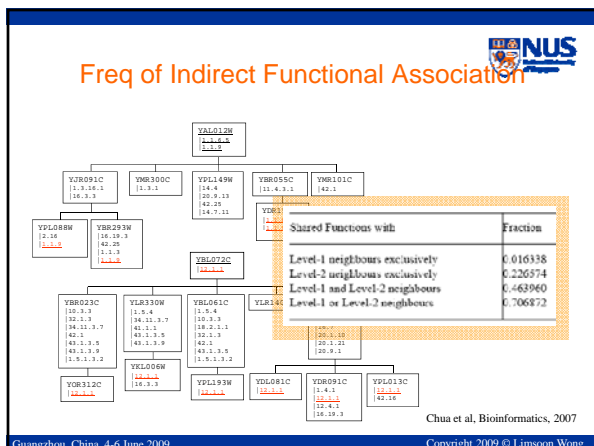 NUS
Freq of Indirect Functional Association
YAL012W
|1.1.6.5
|1.1.9
YJR091C
|1.3.16.1
|16.3.3
YMR300C
|1.3.1
YPL149W
|14.4
|20.9.13
|42.25
|14.7.11
YBR055C
|11.4.3.1
YMR101C
|42.1
YPL088W
|2.16
|1.1.9
YBR293W
|16.19.3
|42.25
|1.1.3
|1.1.9
Shared Functions with Fraction
Level-1 neighbours exclusively 0.016338
Level-2 neighbours exclusively 0.226574
Level-1 and Level-2 neighbours 0.463960
Level-1 or Level-2 neighbours 0.706872
YBL072C
|12.1.1
YBR023C
|10.3.3
|32.1.3
|34.11.3.7
|42.1
|43.1.3.5
|43.1.3.9
|1.5.1.3.2
YLR330W
|1.5.4
|34.11.3.7
|41.1.1
|43.1.3.5
|43.1.3.9
YBL061C
|1.5.4
|10.3.3
|18.2.1.1
|32.1.3
|42.1
|43.1.3.5
|1.5.1.3.2
|20.1.10
|20.1.21
|20.9.1
YOR312C
|12.1.1
YKL006W
|12.1.1
|16.3.3
YPL193W
|12.1.1
YDL081C
|12.1.1
YDR091C
|1.4.1
|12.1.1
|12.4.1
|16.19.3
YPL013C
|12.1.1
|42.16
Chua et al, Bioinformatics, 2007
Guangzhou, China, 4-6 June 2009
Copyright 2009 © Limsoon Wong